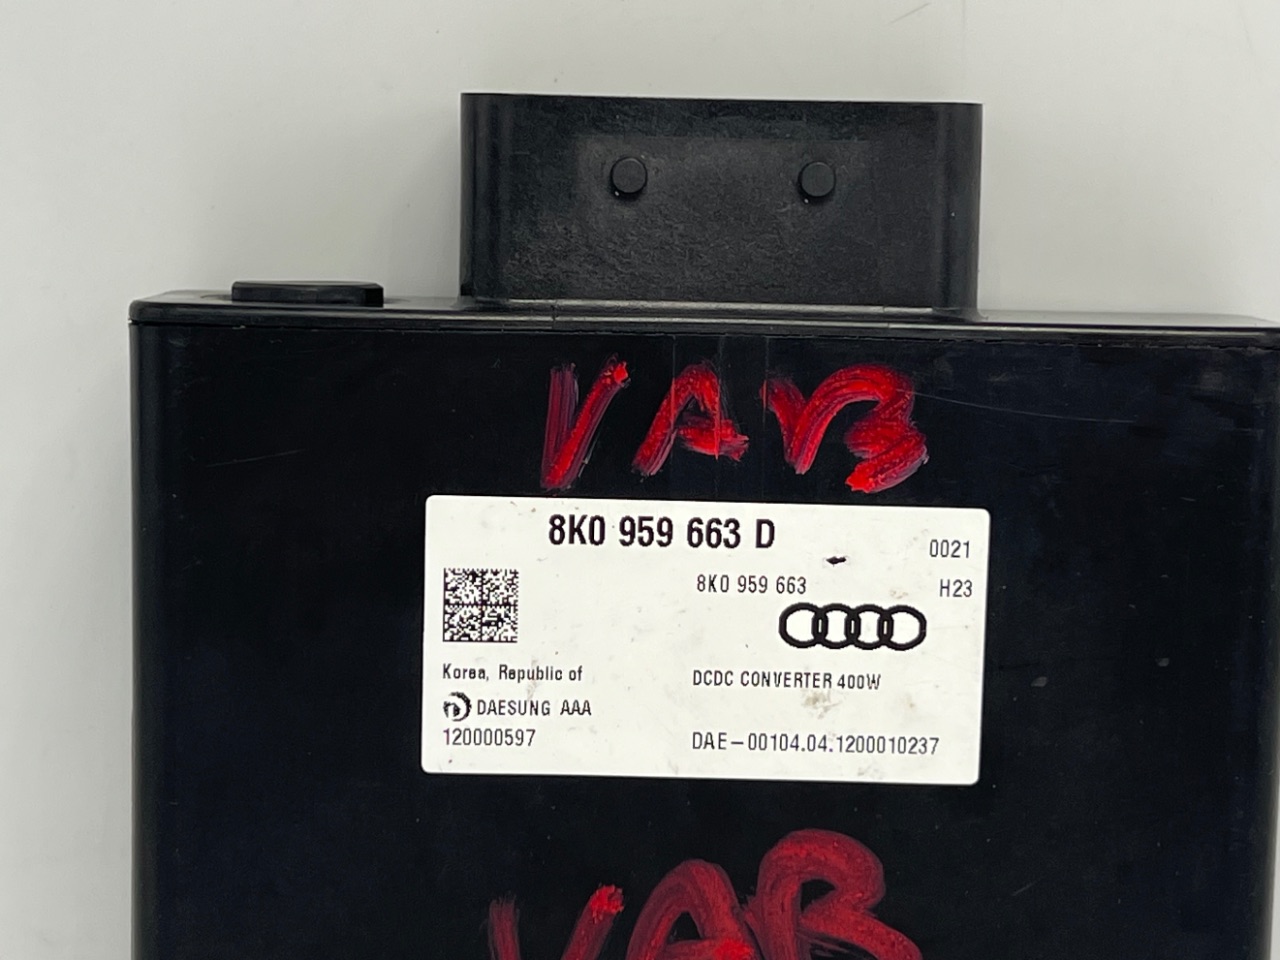 VAB
8K0 959 663 D
0021
8K0 959 663
H23
Korea, Republic of
DCDC CONVERTER 400W
DAESUNG AAA
120000597
DAE-00104.04.1200010237
VAB